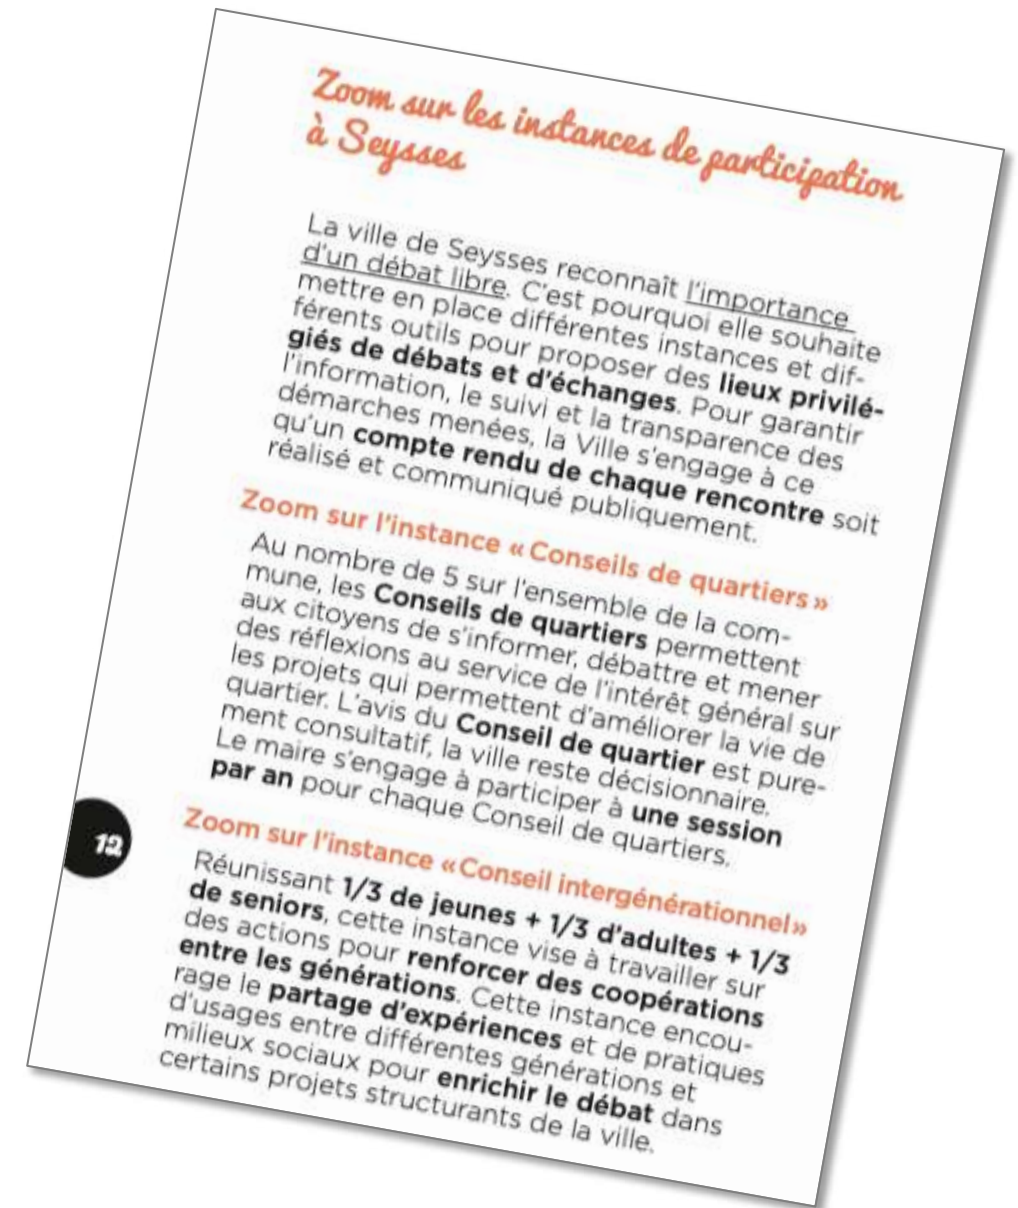 Zoom sur les instances de participation
à Seysses
La ville de Seysses reconnaît l'importance
d'un débat libre. C'est pourquoi elle souhaite
mettre en place différentes instances et dif-
férents outils pour proposer des lieux privilé-
giés de débats et d'échanges. Pour garantir
l'information, le suivi et la transparence des
démarches menées, la Ville s'engage à ce
qu'un compte rendu de chaque rencontre soit
réalisé et communiqué publiquement.
Zoom sur l'instance « Conseils de quartiers »
Au nombre de 5 sur l'ensemble de la com-
mune, les Conseils de quartiers permettent
aux citoyens de s'informer, débattre et mener
des réflexions au service de l'intérêt général sur
les projets qui permettent d'améliorer la vie de
quartier. L'avis du Conseil de quartier est pure-
ment consultatif, la ville reste décisionnaire.
Le maire s'engage à participer à une session
par an pour chaque Conseil de quartiers.
12
Zoom sur l'instance « Conseil intergénérationnel»
Réunissant 1/3 de jeunes + 1/3 d'adultes + 1/3
de seniors, cette instance vise à travailler sur
des actions pour renforcer des coopérations
entre les générations. Cette instance encou-
rage le partage d'expériences et de pratiques
d'usages entre différentes générations et
milieux sociaux pour enrichir le débat dans
certains projets structurants de la ville.